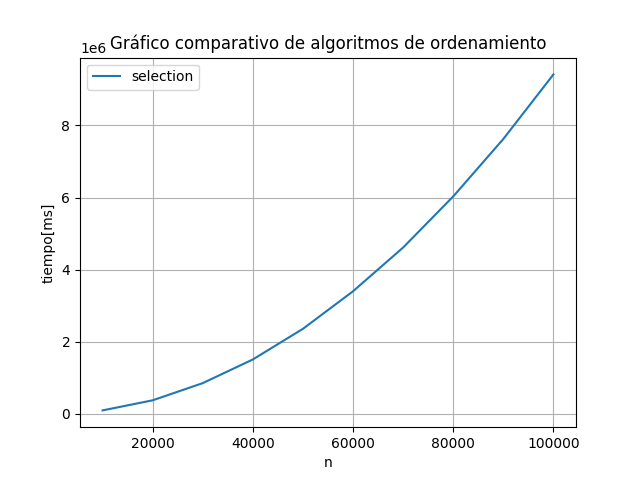 Gráfico comparativo de algoritmos de ordenamiento
1e6
selection
8
6
4
2
0
tiempo[ms]
20000 40000 60000 80000 100000
n